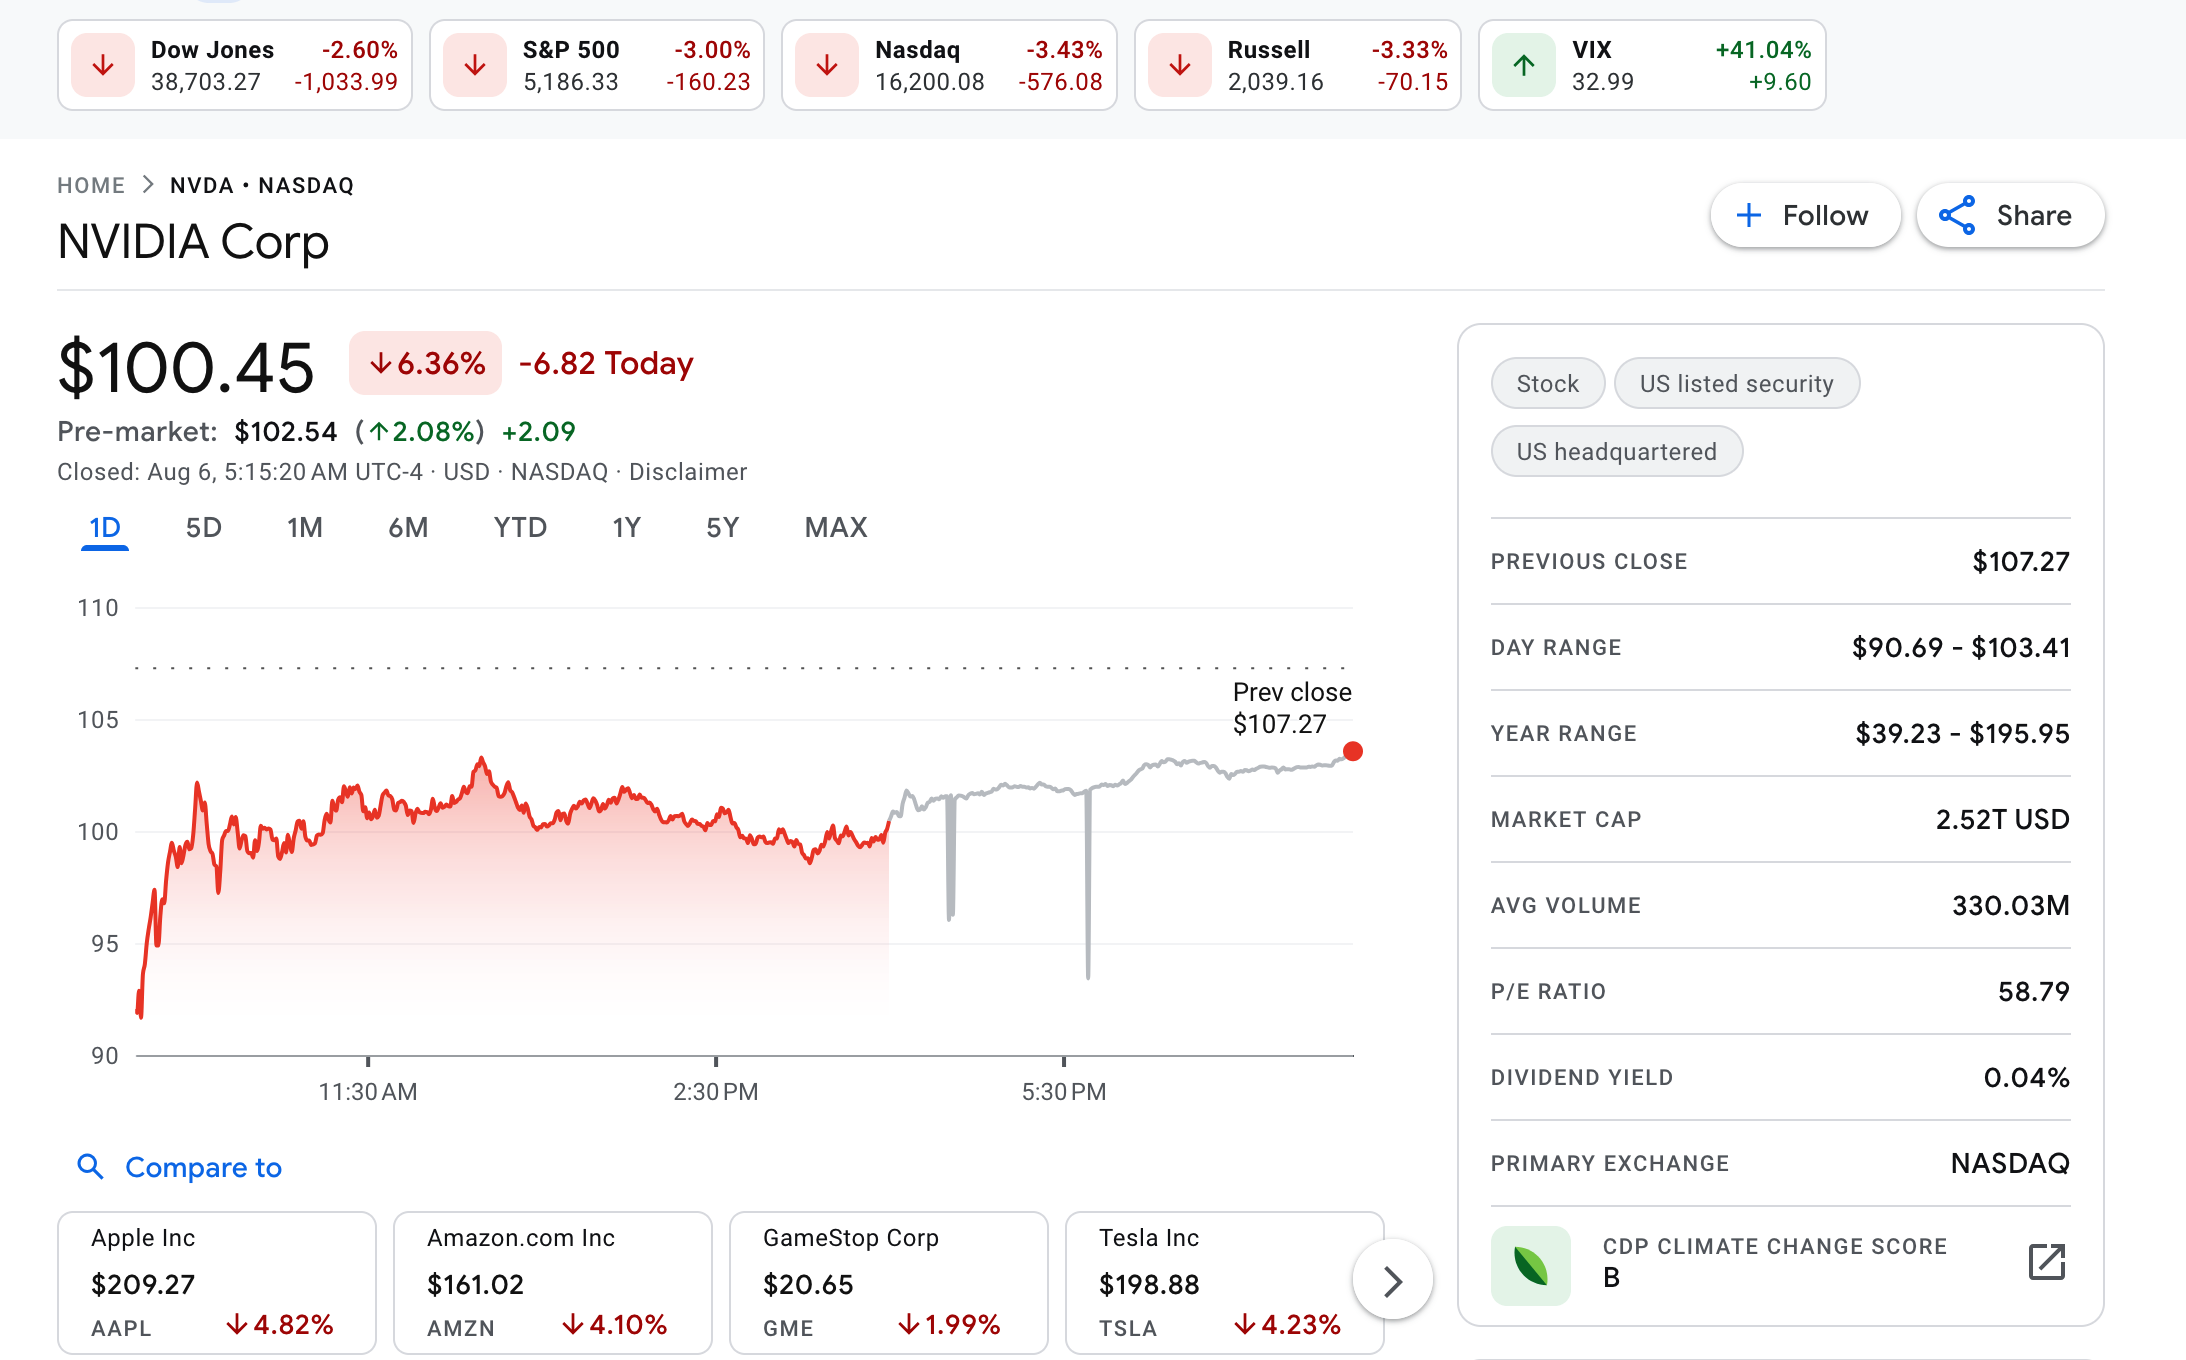 Dow Jones -2.60%
38,703.27 -1,033.99
S&P 500 -3.00%
5,186.33 -160.23
Nasdaq -3.43%
16,200.08 -576.08
Russell -3.33%
2,039.16 -70.15
VIX +41.04%
32.99 +9.60
HOME > NVDA • NASDAQ
NVIDIA Corp
+ Follow
Share
$100.45 ↓6.36% -6.82 Today
Pre-market: $102.54 (↑2.08%) +2.09
Closed: Aug 6, 5:15:20 AM UTC-4 · USD · NASDAQ · Disclaimer
1D 5D 1M 6M YTD 1Y 5Y MAX
110
105
100
95
90
Prev close
$107.27
11:30 AM 2:30 PM 5:30 PM
Compare to
Apple Inc
$209.27
AAPL ↓4.82%
Amazon.com Inc
$161.02
AMZN ↓4.10%
GameStop Corp
$20.65
GME ↓1.99%
Tesla Inc
$198.88
TSLA ↓4.23%
Stock US listed security
US headquartered
PREVIOUS CLOSE $107.27
DAY RANGE $90.69 - $103.41
YEAR RANGE $39.23 - $195.95
MARKET CAP 2.52T USD
AVG VOLUME 330.03M
P/E RATIO 58.79
DIVIDEND YIELD 0.04%
PRIMARY EXCHANGE NASDAQ
CDP CLIMATE CHANGE SCORE
B